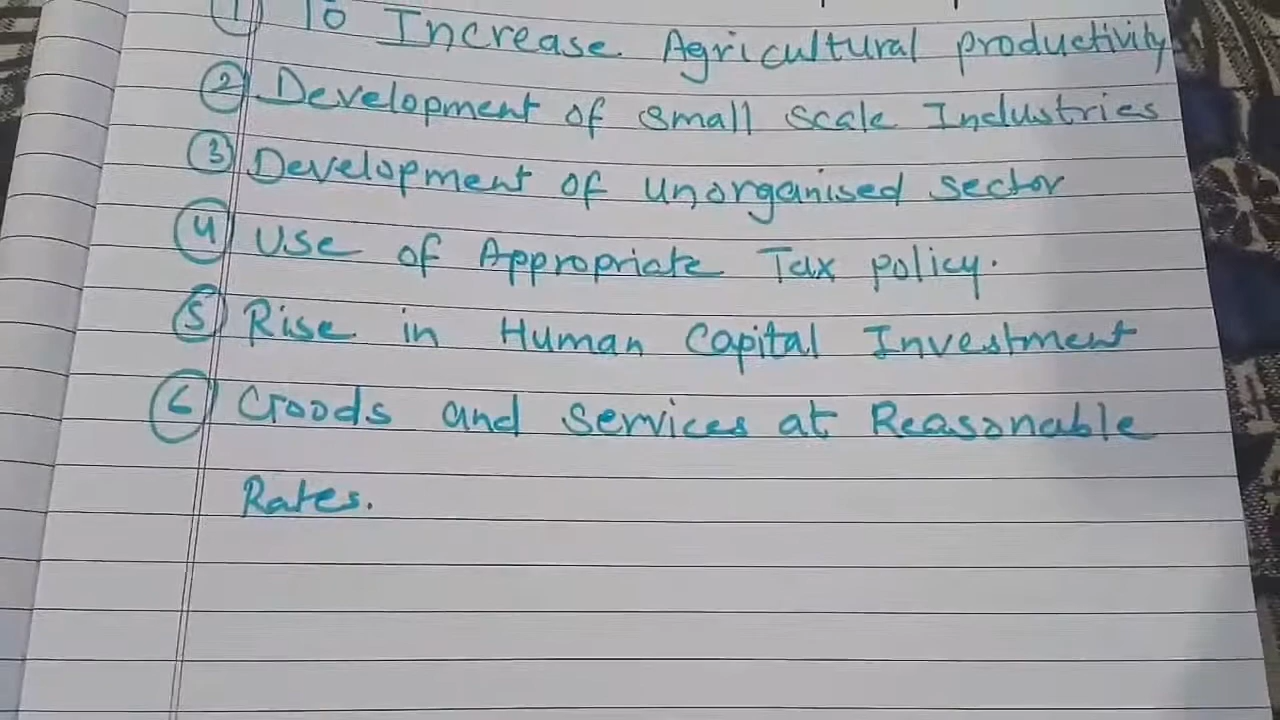 1 To Increase Agricultural productivity
2 Development of small scale Industries
3 Development of unorganised sector
4 Use of Appropriate Tax policy.
5 Rise in Human Capital Investment
6 Goods and services at Reasonable
Rates.